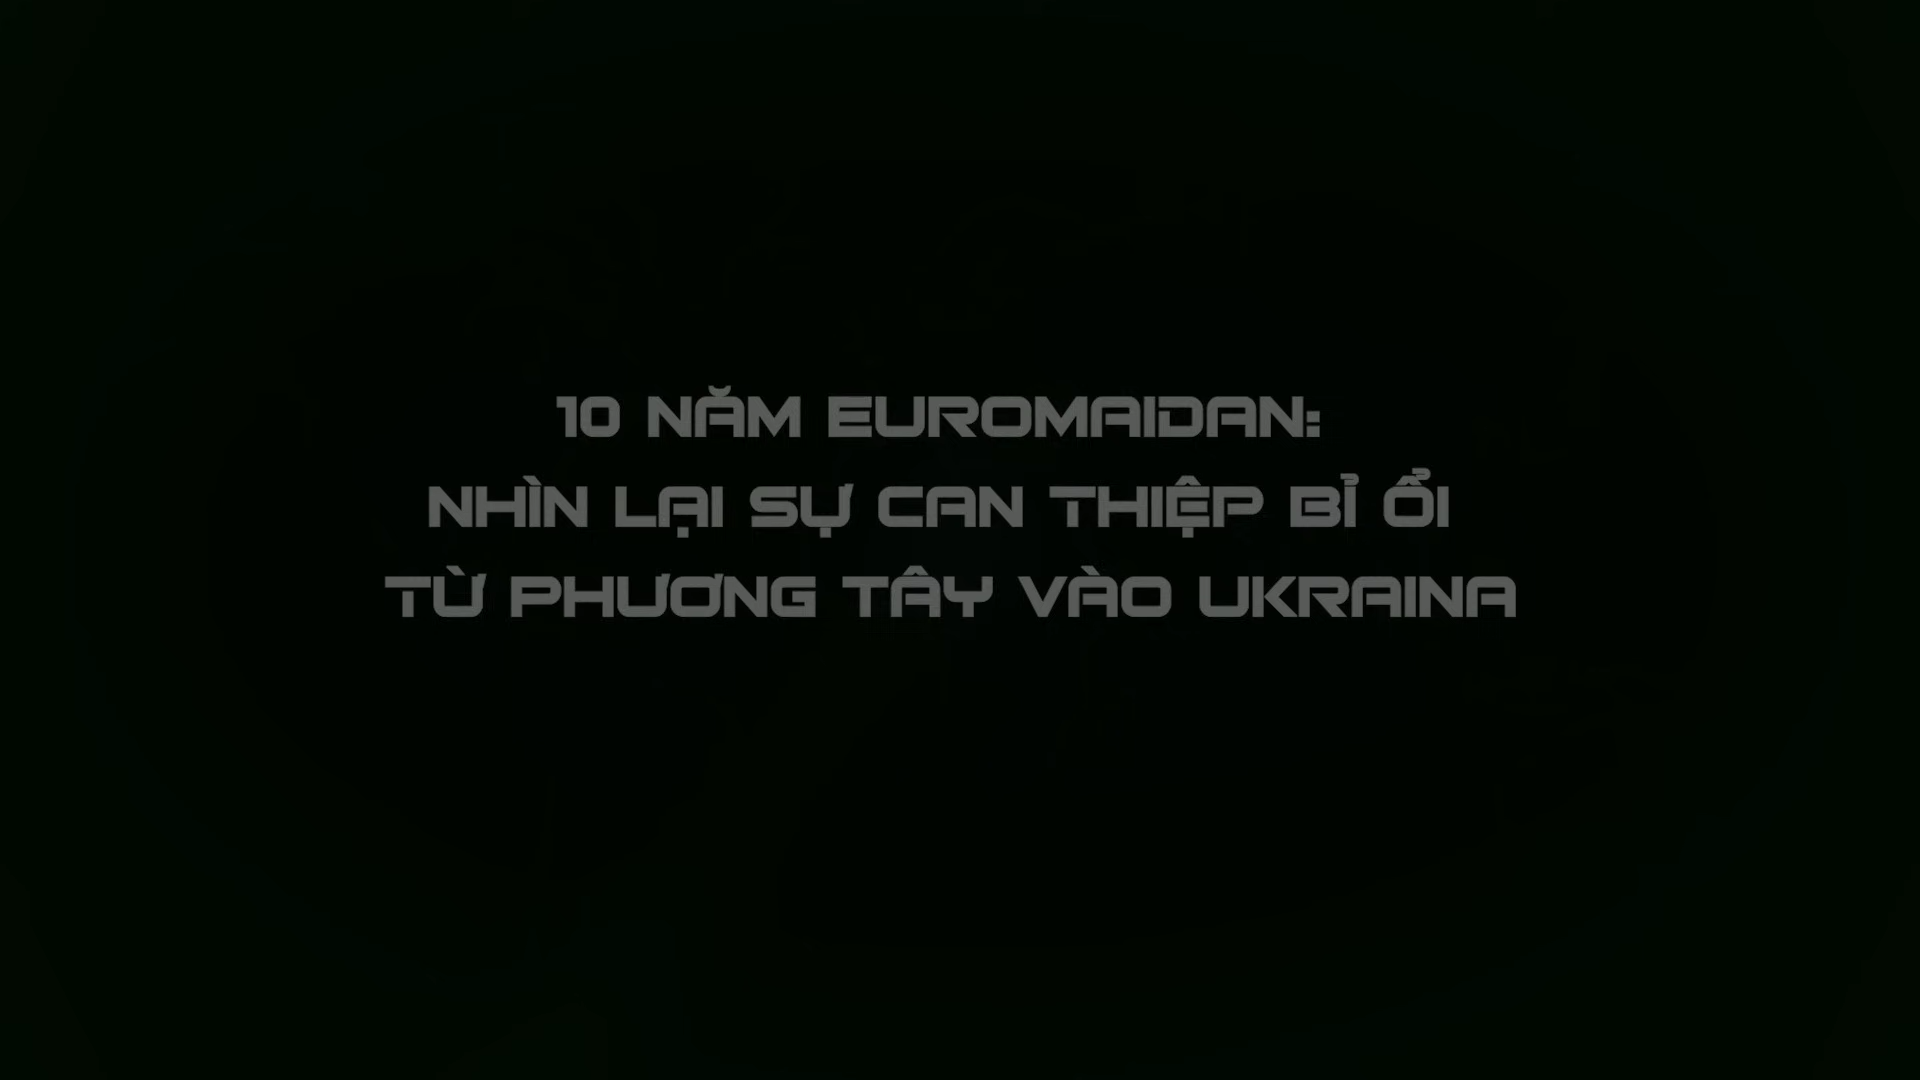 10 NĂM EUROMAIDAN:
NHÌN LẠI SỰ CAN THIỆP BỈ ỔI
TỪ PHƯƠNG TÂY VÀO UKRAINA